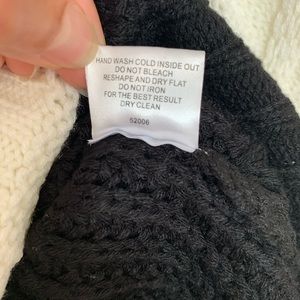 HAND WASH COLD INSIDE OUT
DO NOT BLEACH
RESHAPE AND DRY FLAT
DO NOT IRON
FOR THE BEST RESULT
DRY CLEAN
52006